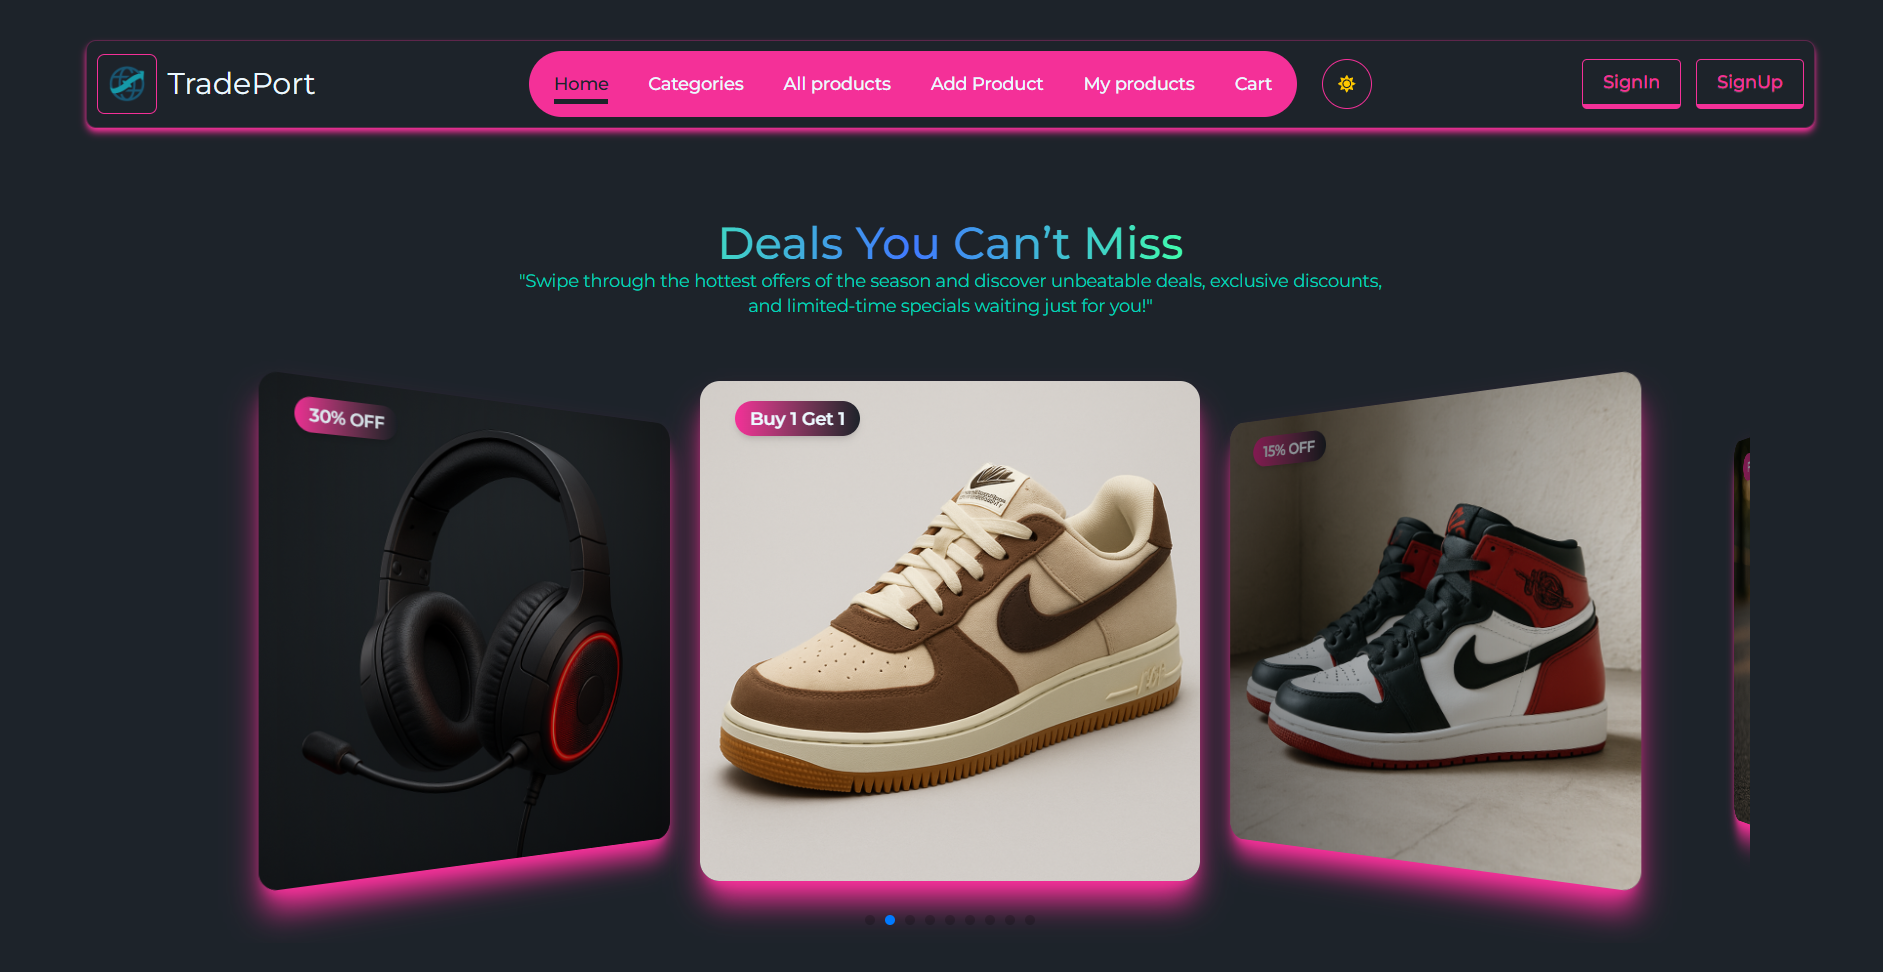 TradePort
Home
Categories
All products
Add Product
My products
Cart
SignIn
SignUp
Deals You Can’t Miss
"Swipe through the hottest offers of the season and discover unbeatable deals, exclusive discounts,
and limited-time specials waiting just for you!"
30% OFF
Buy 1 Get 1
15% OFF